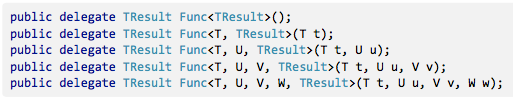 public delegate TResult Func<TResult>();
public delegate TResult Func<T, TResult>(T t);
public delegate TResult Func<T, U, TResult>(T t, U u);
public delegate TResult Func<T, U, V, TResult>(T t, U u, V v);
public delegate TResult Func<T, U, V, W, TResult>(T t, U u, V v, W w);